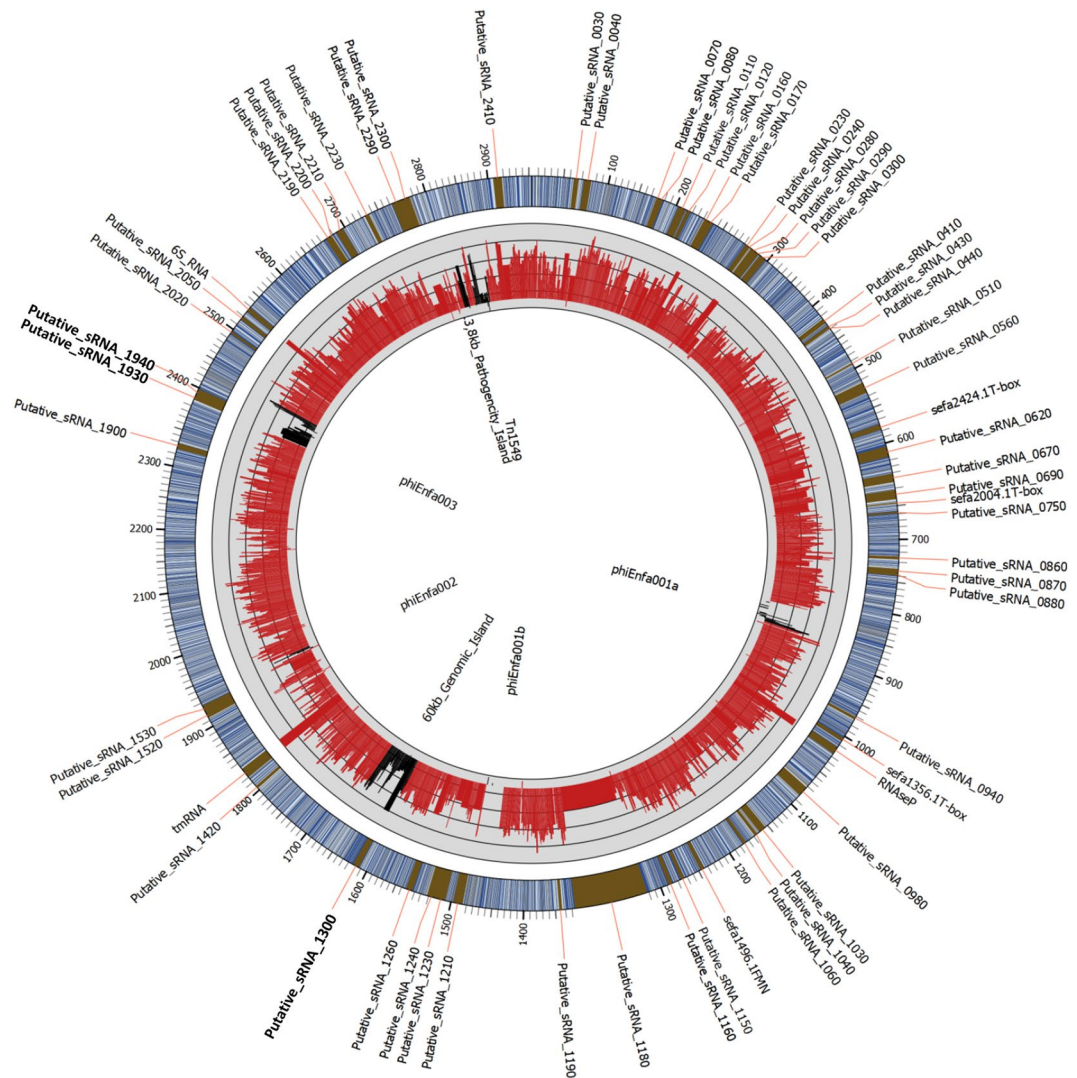 Putative_sRNA_0030
Putative_sRNA_0040
Putative_sRNA_0070
Putative_sRNA_0080
Putative_sRNA_0110
Putative_sRNA_0120
Putative_sRNA_0160
Putative_sRNA_0170
Putative_sRNA_0230
Putative_sRNA_0240
Putative_sRNA_0280
Putative_sRNA_0290
Putative_sRNA_0300
Putative_sRNA_0410
Putative_sRNA_0430
Putative_sRNA_0440
Putative_sRNA_0510
Putative_sRNA_0560
sefa2424.1T-box
Putative_sRNA_0620
Putative_sRNA_0670
Putative_sRNA_0690
sefa2004.1T-box
Putative_sRNA_0750
Putative_sRNA_0860
Putative_sRNA_0870
Putative_sRNA_0880
Putative_sRNA_0940
sefa1356.1T-box
RNAseP
Putative_sRNA_0980
Putative_sRNA_1030
Putative_sRNA_1040
Putative_sRNA_1060
sefa1496.1FMN
Putative_sRNA_1150
Putative_sRNA_1160
Putative_sRNA_1180
Putative_sRNA_1190
Putative_sRNA_1210
Putative_sRNA_1230
Putative_sRNA_1240
Putative_sRNA_1260
Putative_sRNA_1300
Putative_sRNA_1420
tmRNA
Putative_sRNA_1520
Putative_sRNA_1530
Putative_sRNA_1900
Putative_sRNA_1930
Putative_sRNA_1940
Putative_sRNA_2020
Putative_sRNA_2050
6S_RNA
Putative_sRNA_2190
Putative_sRNA_2200
Putative_sRNA_2210
Putative_sRNA_2230
Putative_sRNA_2290
Putative_sRNA_2300
Putative_sRNA_2410
100
200
300
400
500
600
700
800
900
1000
1100
1200
1300
1400
1500
1600
1700
1800
1900
2000
2100
2200
2300
2400
2500
2600
2700
2800
2900
3,8kb_Pathogencity_Island
Tn1549
phiEnfa003
phiEnfa002
60kb_Genomic_Island
phiEnfa001b
phiEnfa001a